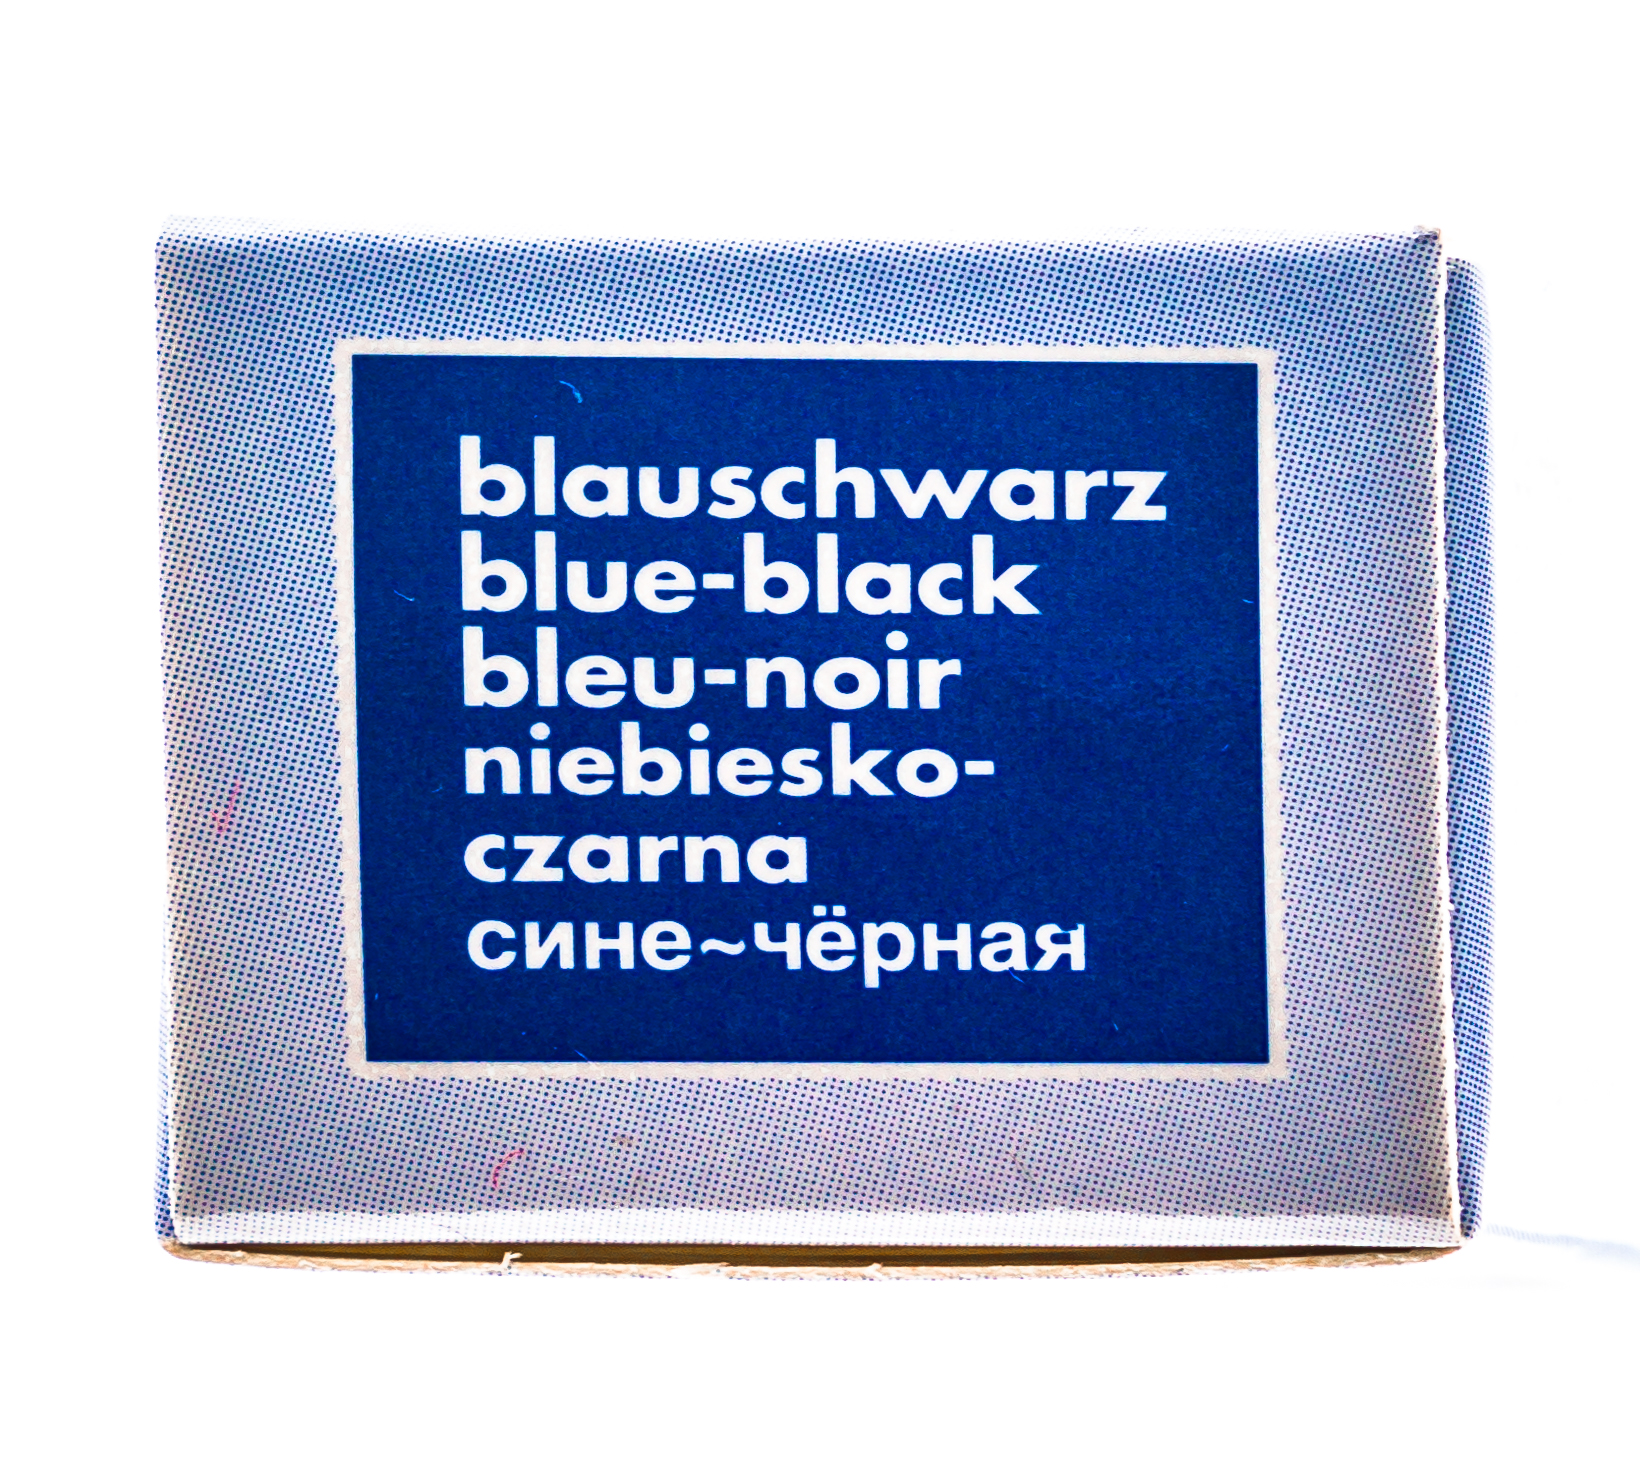 blauschwarz
blue-black
bleu-noir
niebiesko-
czarna
сине~чёрная